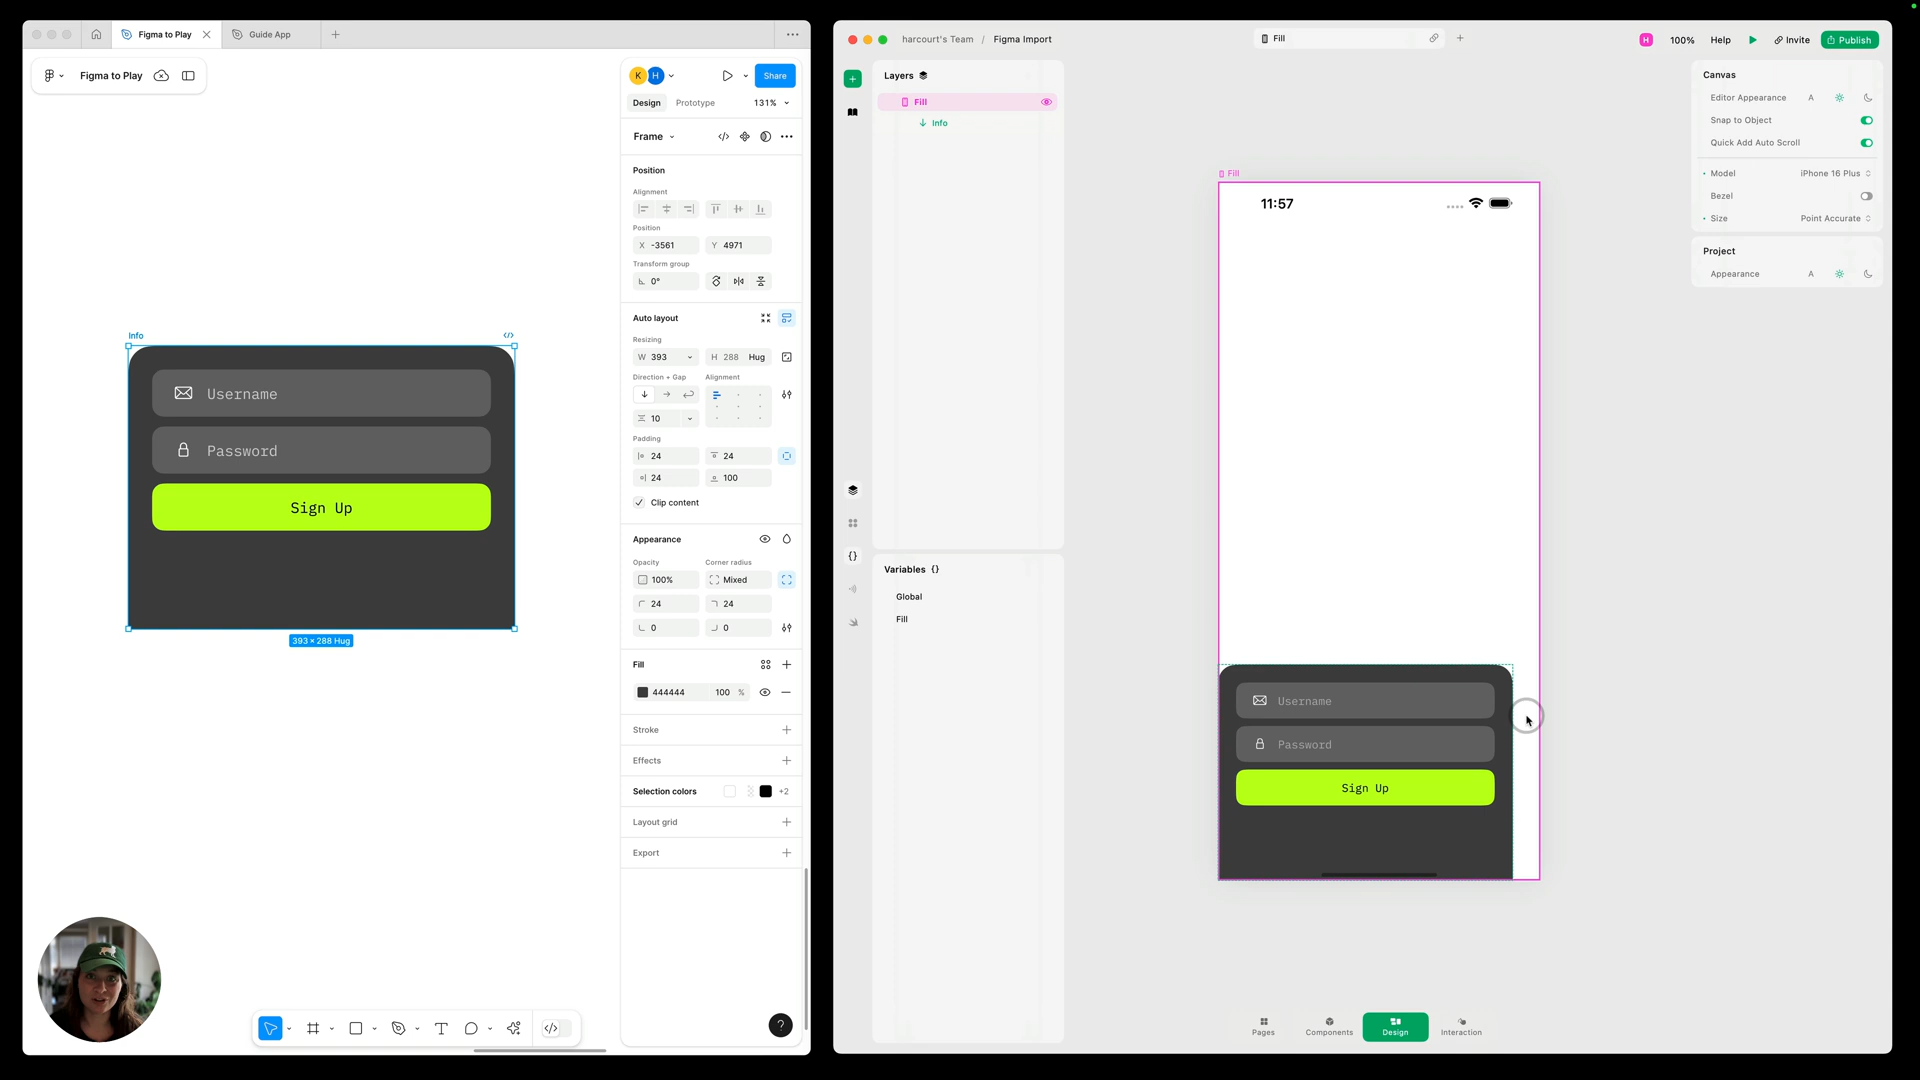 Figma to Play
Guide App
Figma to Play
K
H
Share
Design
Prototype
131%
Frame
Position
Alignment
Position
X -3561
Y 4971
Transform group
0°
Auto layout
Resizing
W 393
H 288 Hug
Direction + Gap
Alignment
10
Padding
24
24
24
100
Clip content
Appearance
Opacity
Corner radius
100%
Mixed
24
24
0
0
Fill
444444
100 %
Stroke
Effects
Selection colors
+2
Layout grid
Export
Info
Username
Password
Sign Up
393 × 288 Hug
?
harcourt's Team / Figma Import
Fill
H
100%
Help
Invite
Publish
Layers
Fill
Info
Variables {}
Global
Fill
{}
Fill
11:57
Username
Password
Sign Up
Canvas
Editor Appearance
A
Snap to Object
Quick Add Auto Scroll
Model
iPhone 16 Plus
Bezel
Size
Point Accurate
Project
Appearance
A
Pages
Components
Design
Interaction